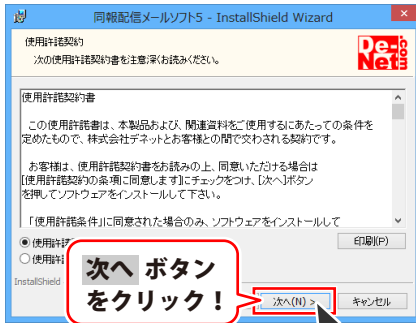 同報配信メールソフト5 - InstallShield Wizard
使用許諾契約
次の使用許諾契約書を注意深くお読みください。
De-
Net
.com
使用許諾契約書
この使用許諾書は、本製品および、関連資料をご使用するにあたっての条件を
定めたもので、株式会社デネットとお客様との間で交わされる契約です。
お客様は、使用許諾契約書をお読みの上、同意いただける場合は
[使用許諾契約の条項に同意します]にチェックをつけ、[次へ]ボタン
を押してソフトウェアをインストールして下さい。
「使用許諾条件」に同意された場合のみ、ソフトウェアをインストールして
使用許諾
印刷(P)
使用許
InstallShield
次へ ボタン
をクリック!
次へ(N) >
キャンセル